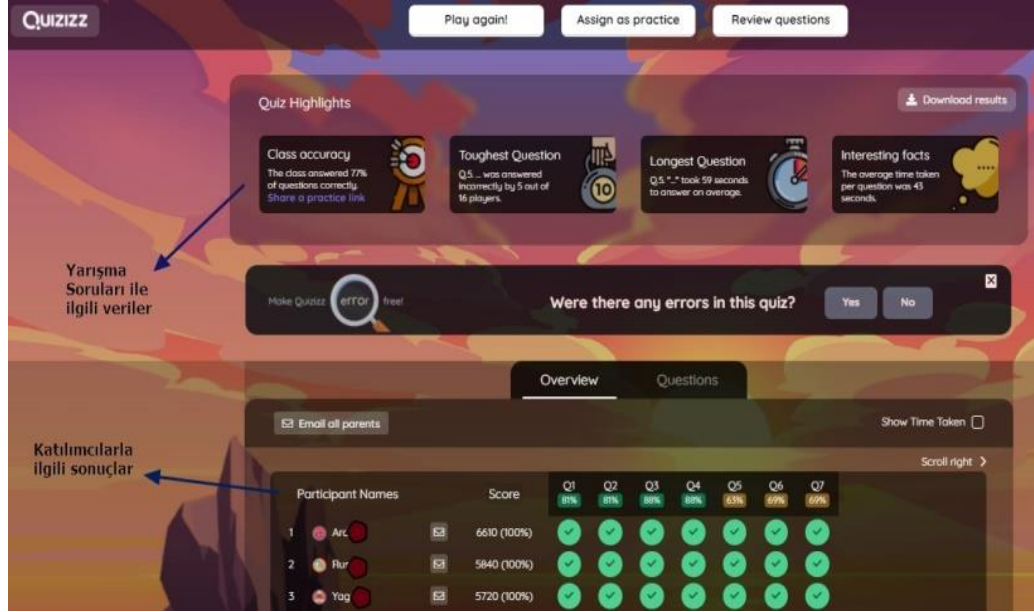 QUIZIZZ
Play again!
Assign as practice
Review questions
Quiz Highlights
Download results
Class accuracy
The class answered 77%
of questions correctly.
Share a practice link
Toughest Question
Q.5. ... was answered
incorrectly by 5 out of
16 players.
10
Longest Question
Q.5. "..." took 59 seconds
to answer on average.
Interesting facts
The average time taken
per question was 43
seconds.
Yarışma
Soruları ile
ilgili veriler
Make Quizizz error free!
Were there any errors in this quiz?
Yes
No
Overview
Questions
Email all parents
Show Time Taken
Katılımcılarla
ilgili sonuçlar
Scroll right >
Participant Names
Score
Q1 Q2 Q3 Q4 Q5 Q6 Q7
81% 81% 88% 88% 63% 69% 69%
1 6610 (100%)
2 5840 (100%)
3 Yag 5720 (100%)